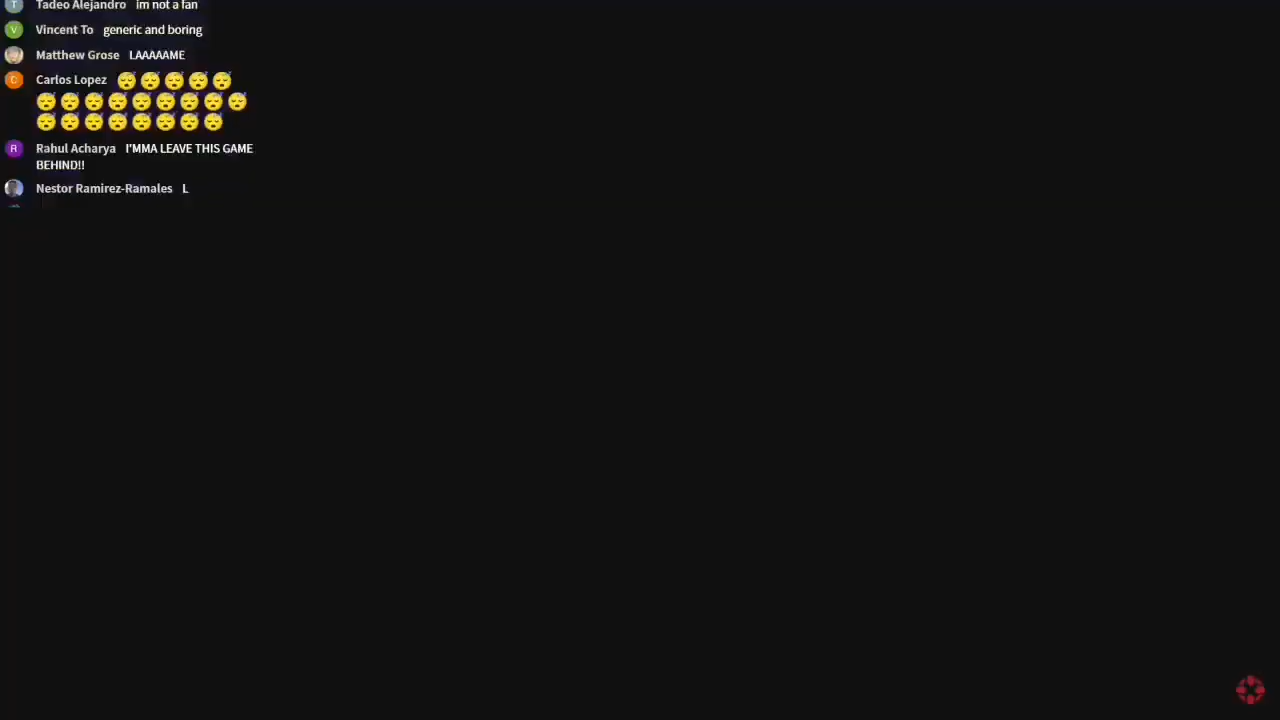 Tadeo Alejandro im not a fan
Vincent To generic and boring
Matthew Grose LAAAAAME
Carlos Lopez 😴😴😴😴😴
😴😴😴😴😴😴😴😴😴
😴😴😴😴😴😴😴😴
Rahul Acharya I'MMA LEAVE THIS GAME
BEHIND!!
Nestor Ramirez-Ramales L